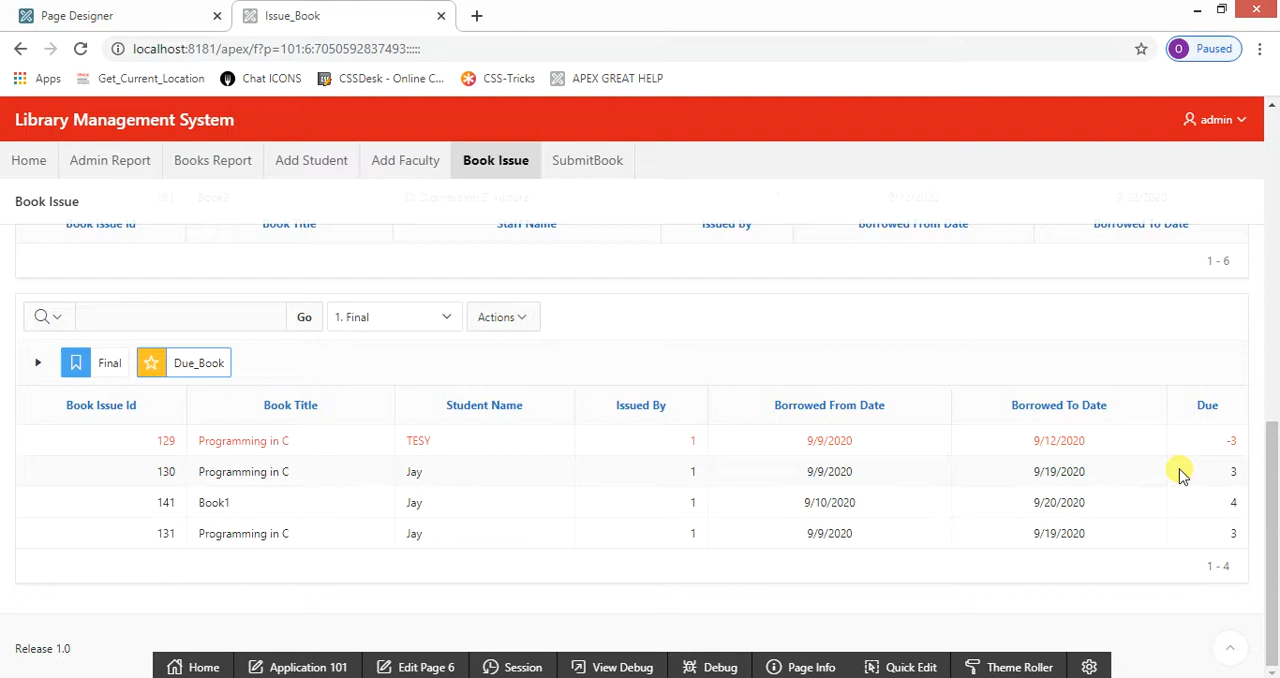 Page Designer
Issue_Book
localhost:8181/apex/f?p=101:6:7050592837493:::::
O Paused
Apps Get_Current_Location Chat ICONS CSSDesk - Online C... CSS-Tricks APEX GREAT HELP
Library Management System
admin
Home Admin Report Books Report Add Student Add Faculty Book Issue SubmitBook
Book Issue
Book Issue Id Book Title Staff Name Issued By Borrowed From Date Borrowed To Date
1 - 6
Go 1. Final Actions
Final Due_Book
Book Issue Id Book Title Student Name Issued By Borrowed From Date Borrowed To Date Due
129 Programming in C TESY 1 9/9/2020 9/12/2020 -3
130 Programming in C Jay 1 9/9/2020 9/19/2020 3
141 Book1 Jay 1 9/10/2020 9/20/2020 4
131 Programming in C Jay 1 9/9/2020 9/19/2020 3
1 - 4
Release 1.0
Home Application 101 Edit Page 6 Session View Debug Debug Page Info Quick Edit Theme Roller